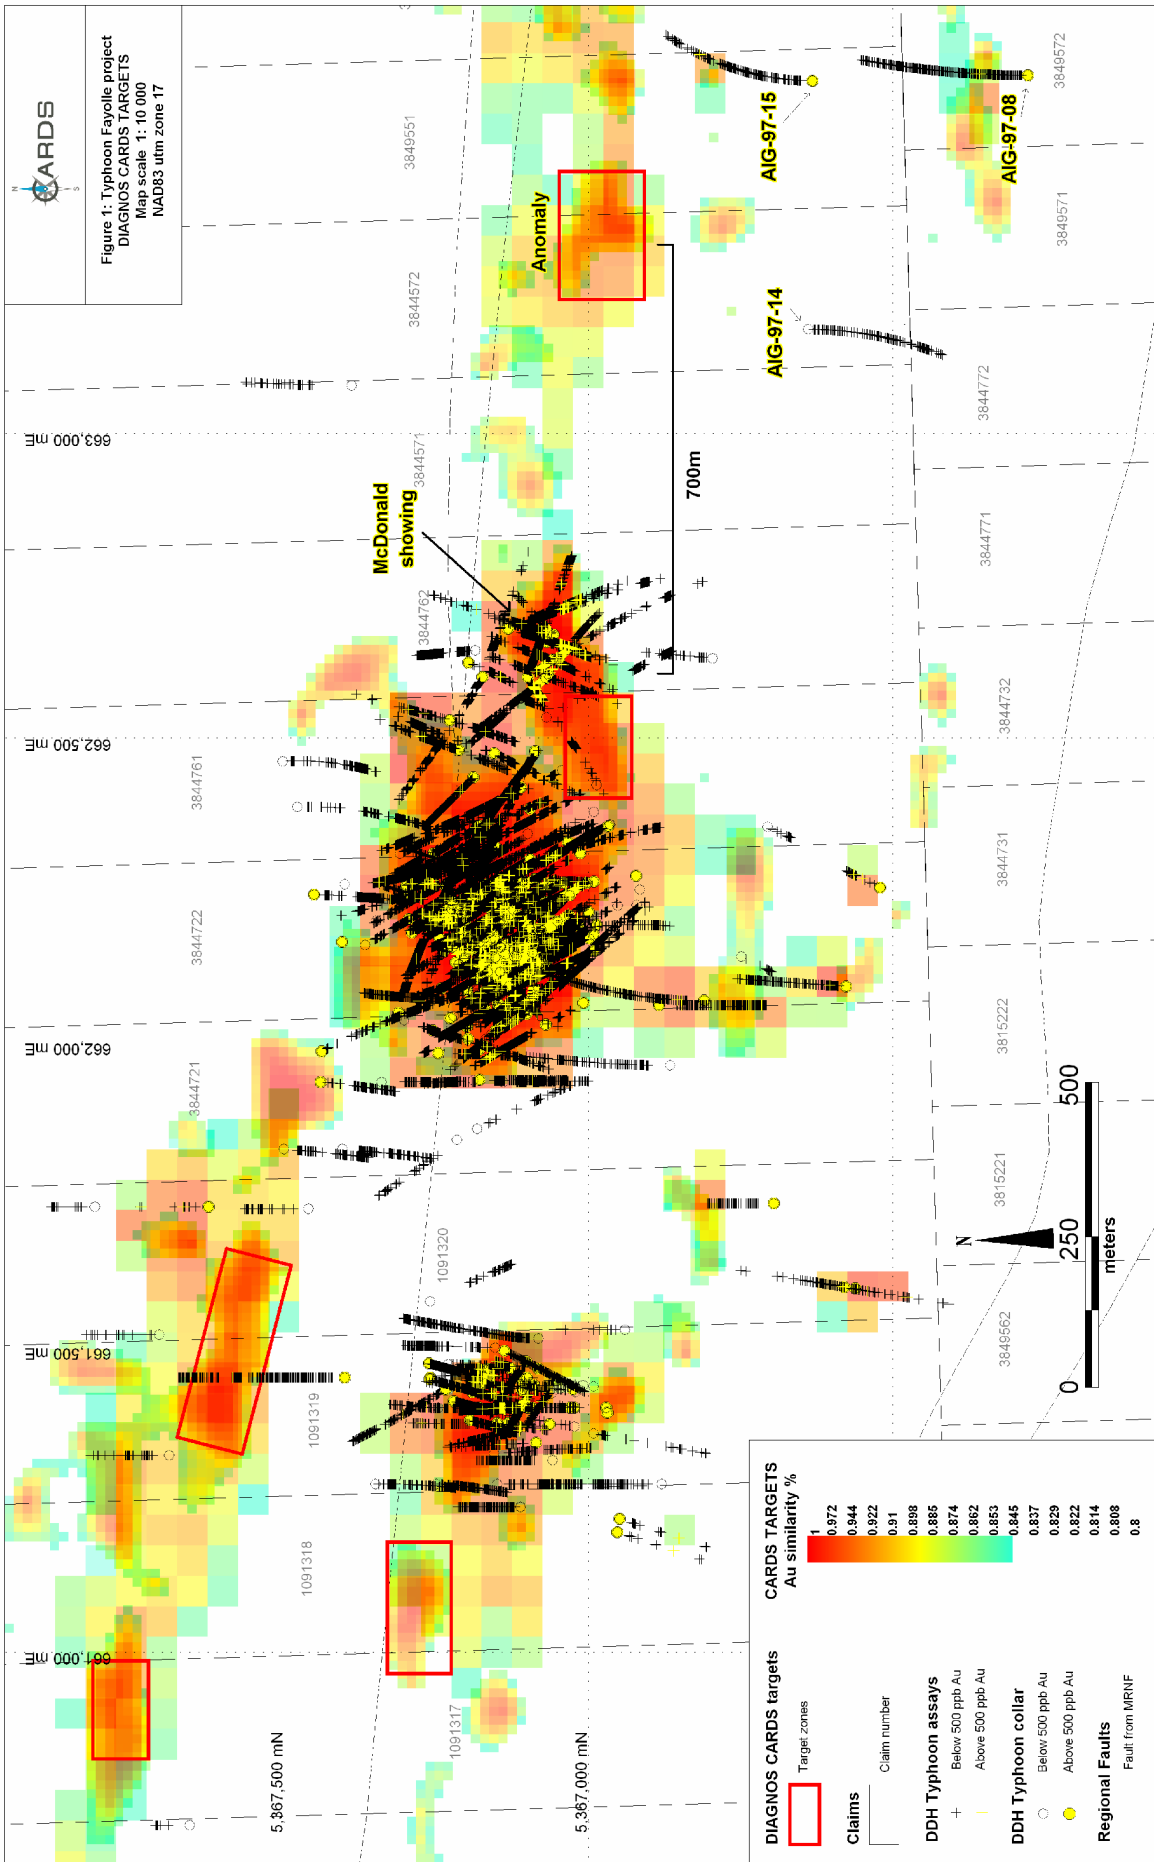 N
CARDS
S
Figure 1: Typhoon Fayolle project
DIAGNOS CARDS TARGETS
Map scale 1: 10 000
NAD83 utm zone 17
661,000 mE
661,500 mE
662,000 mE
662,500 mE
663,000 mE
5,367,500 mN
5,367,000 mN
3844721
3844722
3844761
3844762
3844571
3844572
3849551
McDonald
showing
Anomaly
700m
AIG-97-15
AIG-97-14
AIG-97-08
1091317
1091318
1091319
1091320
3849562
3815221
3815222
3844731
3844732
3844771
3844772
3849571
3849572
N
0
250
500
meters
DIAGNOS CARDS targets
Target zones
Claims
Claim number
DDH Typhoon assays
Below 500 ppb Au
Above 500 ppb Au
DDH Typhoon collar
Below 500 ppb Au
Above 500 ppb Au
Regional Faults
Fault from MRNF
CARDS TARGETS
Au similarity %
1
0.972
0.944
0.922
0.91
0.898
0.885
0.874
0.862
0.853
0.845
0.837
0.829
0.822
0.814
0.808
0.8